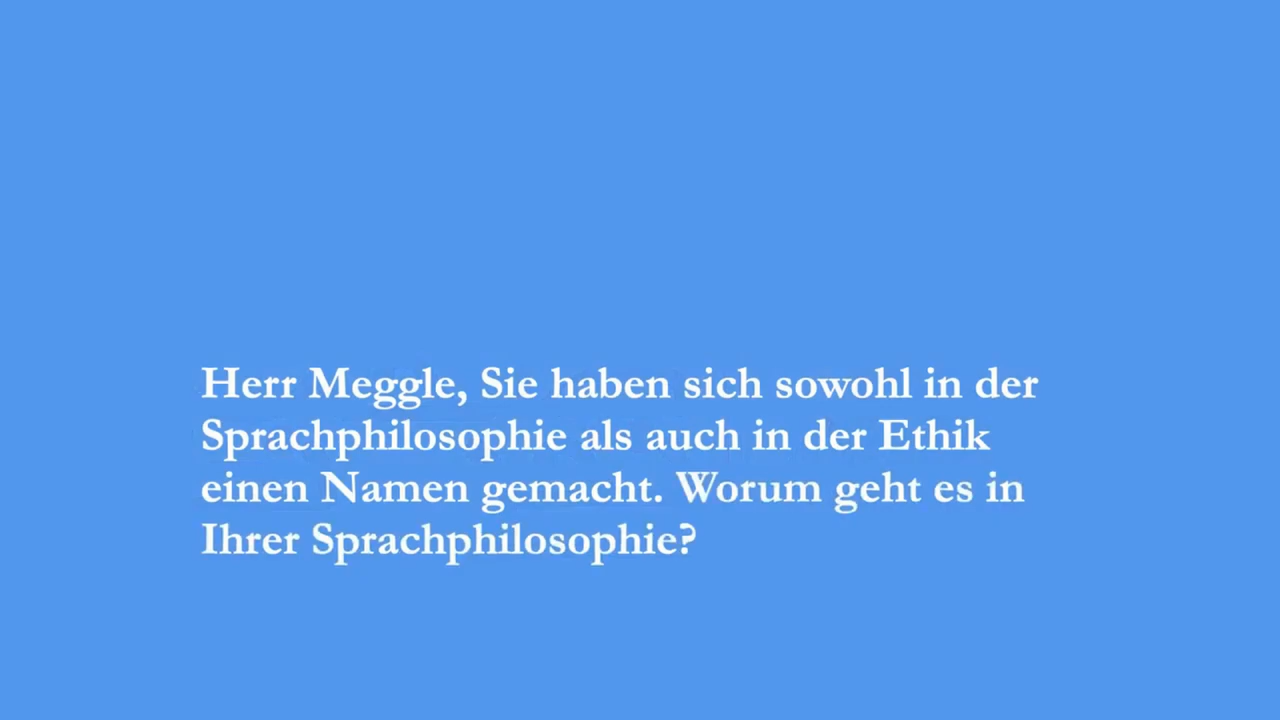 Herr Meggle, Sie haben sich sowohl in der
Sprachphilosophie als auch in der Ethik
einen Namen gemacht. Worum geht es in
Ihrer Sprachphilosophie?